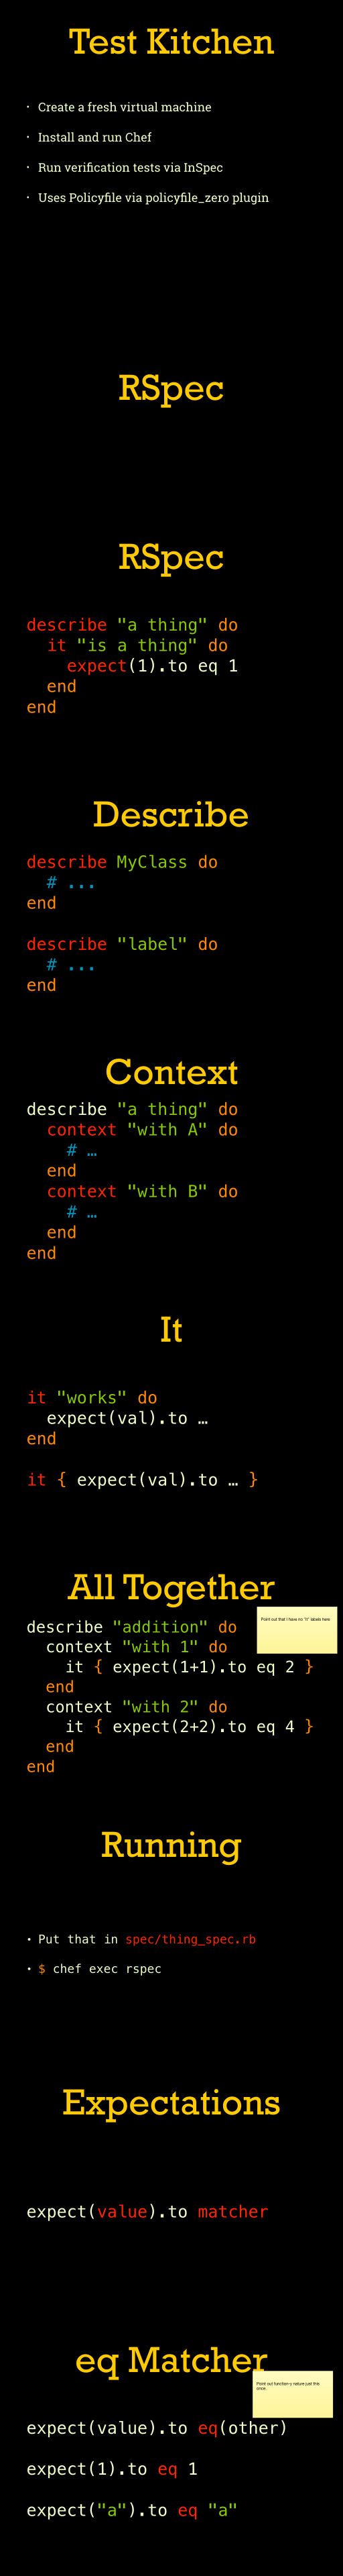 Test Kitchen
• Create a fresh virtual machine
• Install and run Chef
• Run verification tests via InSpec
• Uses Policyfile via policyfile_zero plugin
RSpec
RSpec
describe "a thing" do
  it "is a thing" do
    expect(1).to eq 1
  end
end
Describe
describe MyClass do
  # ...
end
describe "label" do
  # ...
end
Context
describe "a thing" do
  context "with A" do
    # …
  end
  context "with B" do
    # …
  end
end
It
it "works" do
  expect(val).to …
end
it { expect(val).to … }
All Together
Point out that I have no "it" labels here
describe "addition" do
  context "with 1" do
    it { expect(1+1).to eq 2 }
  end
  context "with 2" do
    it { expect(2+2).to eq 4 }
  end
end
Running
• Put that in spec/thing_spec.rb
• $ chef exec rspec
Expectations
expect(value).to matcher
eq Matcher
Point out function-y nature just this
once.
expect(value).to eq(other)
expect(1).to eq 1
expect("a").to eq "a"